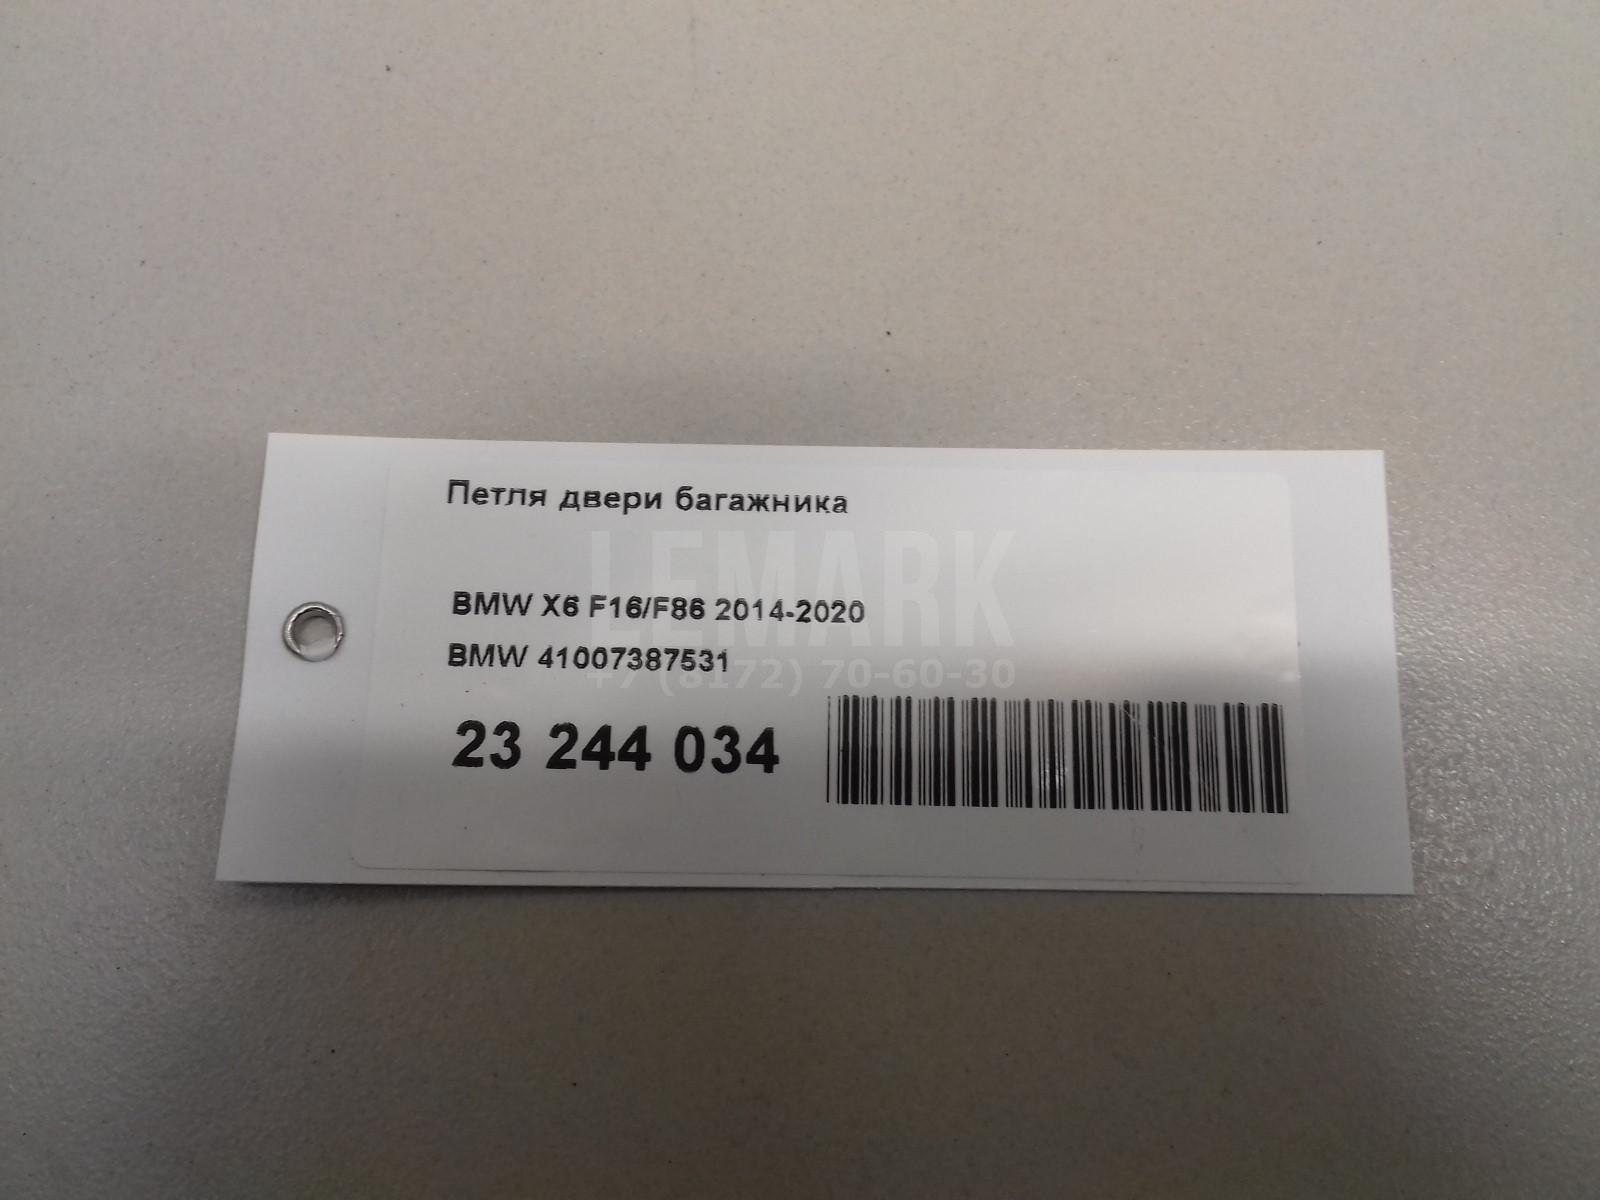 Петля двери багажника
LEMARK
BMW X6 F16/F86 2014-2020
BMW 41007387531
+7 (8172) 70-60-30
23 244 034